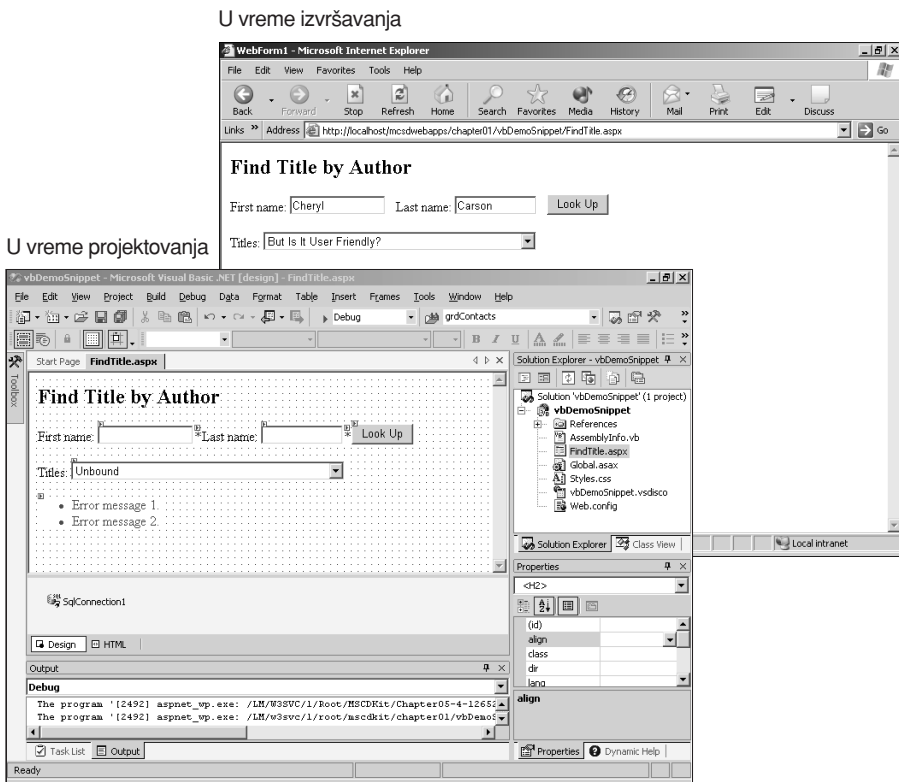 U vreme izvršavanja
WebForm1 - Microsoft Internet Explorer
File Edit View Favorites Tools Help
Back Forward Stop Refresh Home Search Favorites Media History Mail Print Edit Discuss
Links » Address http://localhost/mcsdwebapps/chapter01/vbDemoSnippet/FindTitle.aspx Go
Find Title by Author
First name: Cheryl Last name: Carson Look Up
Titles: But Is It User Friendly?
Local intranet
U vreme projektovanja
vbDemoSnippet - Microsoft Visual Basic .NET [design] - FindTitle.aspx
File Edit View Project Build Debug Data Format Table Insert Frames Tools Window Help
Debug grdContacts
B I U A
Toolbox
Start Page FindTitle.aspx
Find Title by Author
First name: * Last name: * Look Up
Titles: Unbound
• Error message 1.
• Error message 2.
SqlConnection1
Design HTML
Output
Debug
The program '[2492] aspnet_wp.exe: /LM/W3SVC/1/Root/MSCDKit/Chapter05-4-12652
The program '[2492] aspnet_wp.exe: /LM/w3svc/1/root/mscdkit/chapter01/vbDemoS
Task List Output
Ready
Solution Explorer - vbDemoSnippet
Solution 'vbDemoSnippet' (1 project)
vbDemoSnippet
References
AssemblyInfo.vb
FindTitle.aspx
Global.asax
Styles.css
vbDemoSnippet.vsdisco
Web.config
Solution Explorer Class View
Properties
<H2>
(id)
align
class
dir
lang
align
Properties Dynamic Help